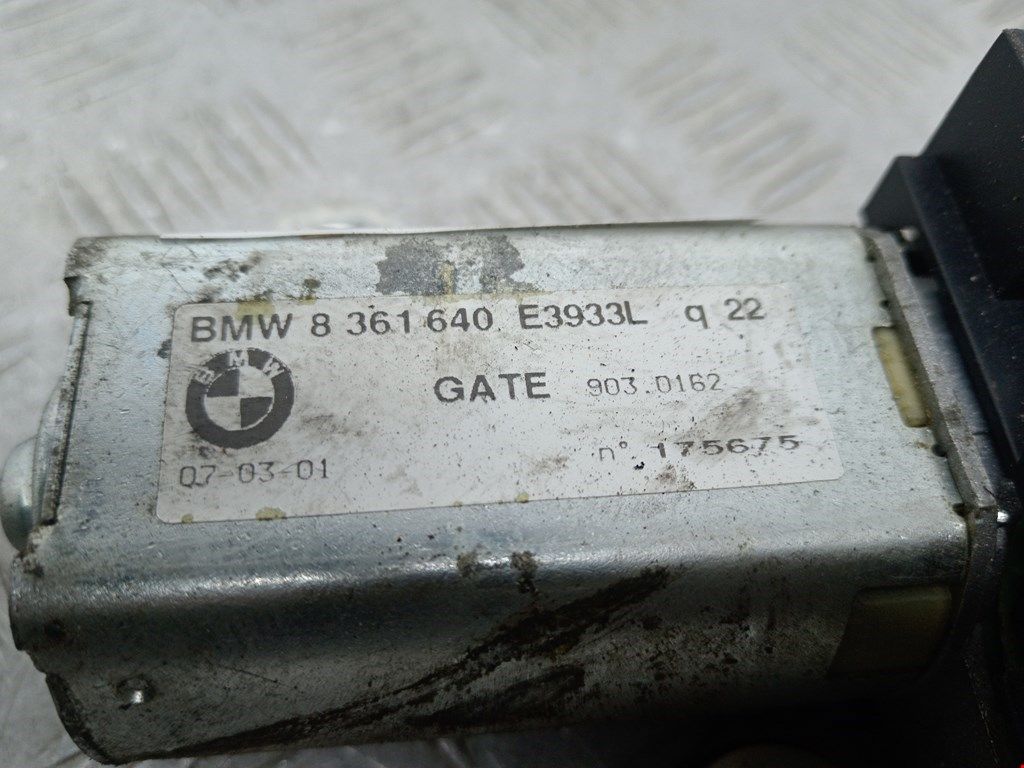 BMW 8 361 640 E3933L q 22
BMW
GATE 903.0162
07-03-01
n° 175675